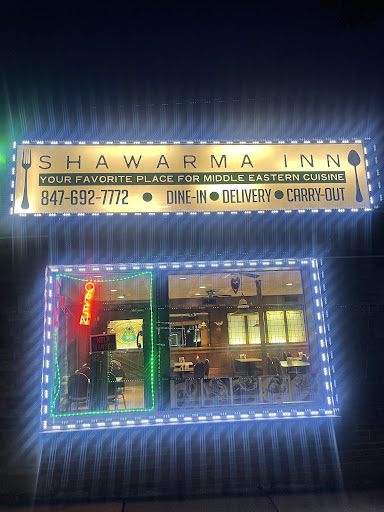 SHAWARMA INN
YOUR FAVORITE PLACE FOR MIDDLE EASTERN CUISINE
847-692-7772 • DINE-IN • DELIVERY • CARRY-OUT